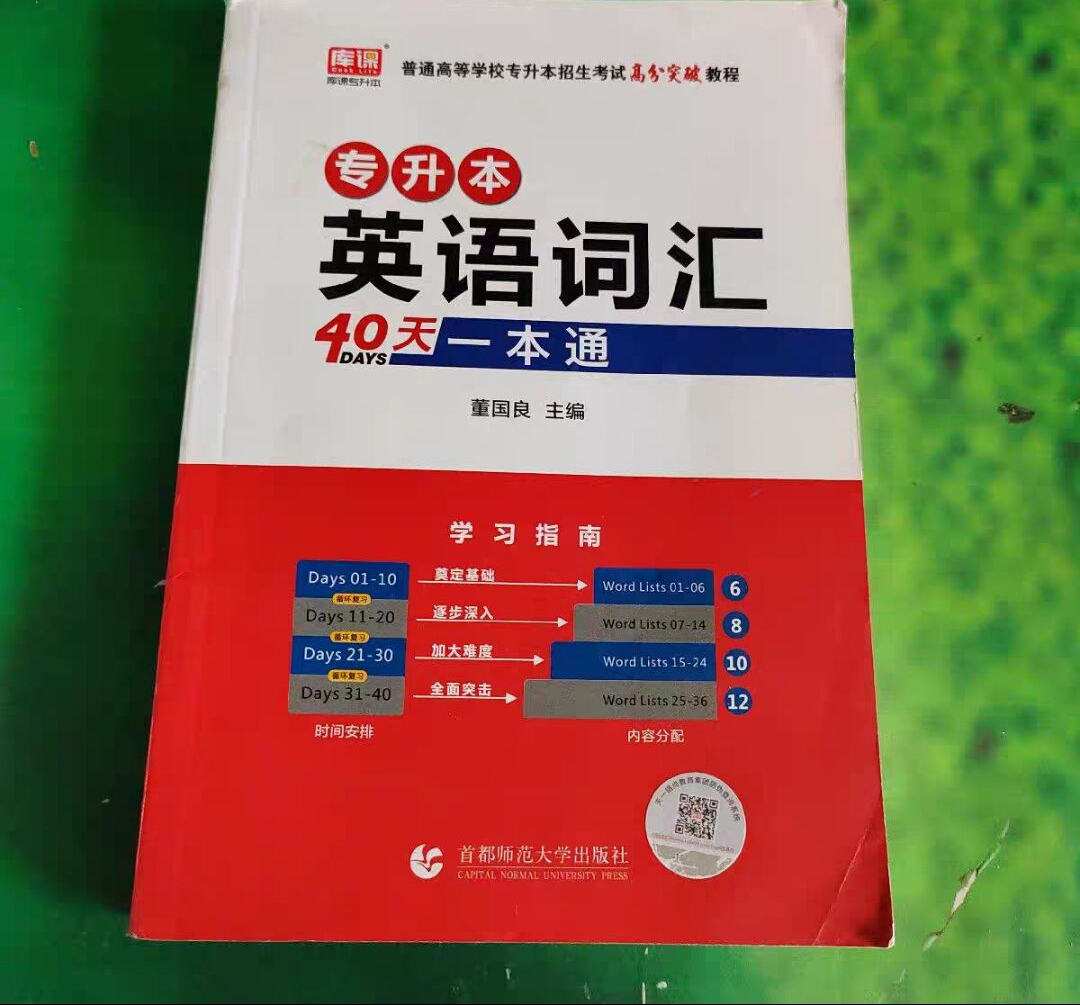 库课
库课专升本
普通高等学校专升本招生考试高分突破教程
专升本
英语词汇
40天一本通
DAYS
董国良 主编
学习指南
Days 01-10 奠定基础 Word Lists 01-06 6
循环复习
Days 11-20 逐步深入 Word Lists 07-14 8
循环复习
Days 21-30 加大难度 Word Lists 15-24 10
循环复习
Days 31-40 全面突击 Word Lists 25-36 12
时间安排 内容分配
首都师范大学出版社
CAPITAL NORMAL UNIVERSITY PRESS